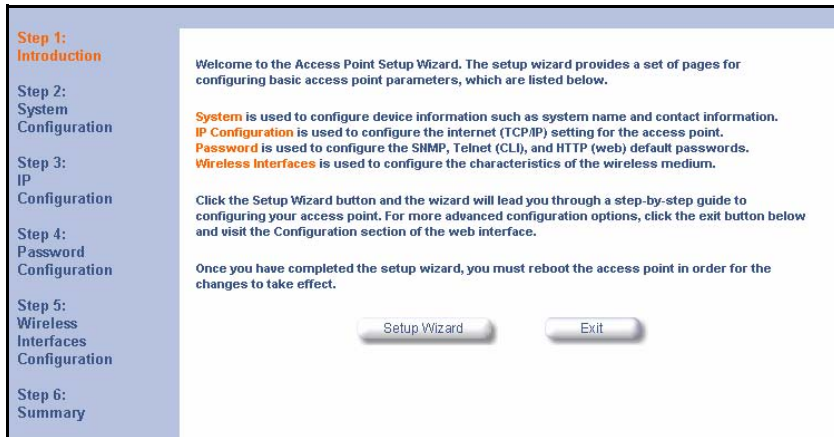 Step 1:
Introduction
Step 2:
System
Configuration
Step 3:
IP
Configuration
Step 4:
Password
Configuration
Step 5:
Wireless
Interfaces
Configuration
Step 6:
Summary
Welcome to the Access Point Setup Wizard. The setup wizard provides a set of pages for
configuring basic access point parameters, which are listed below.
System is used to configure device information such as system name and contact information.
IP Configuration is used to configure the internet (TCP/IP) setting for the access point.
Password is used to configure the SNMP, Telnet (CLI), and HTTP (web) default passwords.
Wireless Interfaces is used to configure the characteristics of the wireless medium.
Click the Setup Wizard button and the wizard will lead you through a step-by-step guide to
configuring your access point. For more advanced configuration options, click the exit button below
and visit the Configuration section of the web interface.
Once you have completed the setup wizard, you must reboot the access point in order for the
changes to take effect.
Setup Wizard
Exit